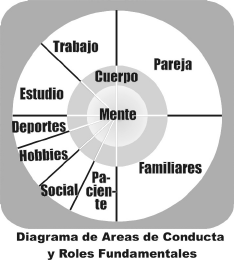 Trabajo
Pareja
Cuerpo
Estudio
Mente
Deportes
Hobbies
Familiares
Social
Pa-
cien-
te
Diagrama de Areas de Conducta
y Roles Fundamentales